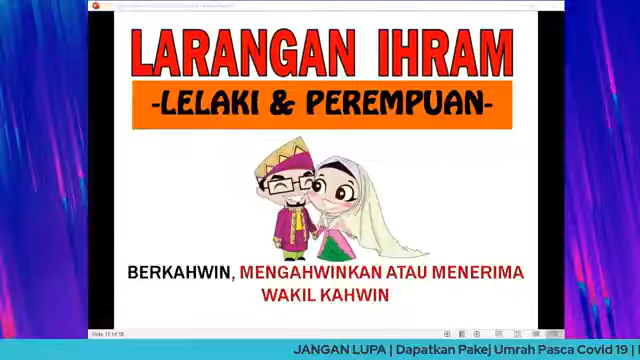 LARANGAN IHRAM
-LELAKI & PEREMPUAN-
BERKAHWIN, MENGAHWINKAN ATAU MENERIMA
WAKIL KAHWIN
JANGAN LUPA | Dapatkan Pakej Umrah Pasca Covid 19 |